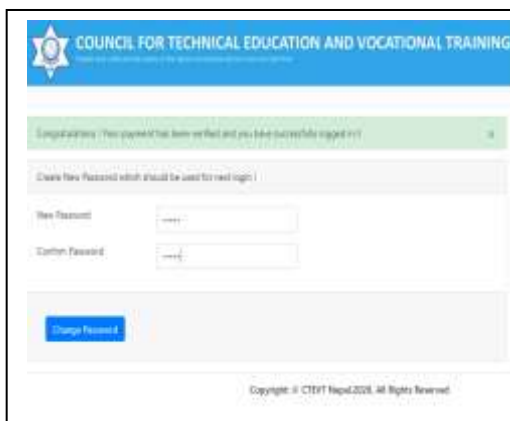 COUNCIL FOR TECHNICAL EDUCATION AND VOCATIONAL TRAINING
Congratulations ! Your payment has been verified and you have successfully logged in !
x
Create New Password which should be used for next login !
New Password
Confirm Password
Change Password
Copyright © CTEVT Nepal,2020, All Rights Reserved